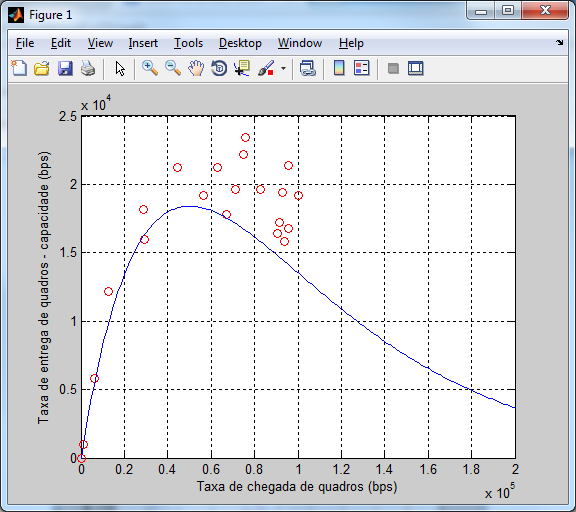 Figure 1
File Edit View Insert Tools Desktop Window Help
x 10^4
2.5
2
1.5
1
0.5
0
Taxa de entrega de quadros - capacidade (bps)
0 0.2 0.4 0.6 0.8 1 1.2 1.4 1.6 1.8 2
Taxa de chegada de quadros (bps)
x 10^5